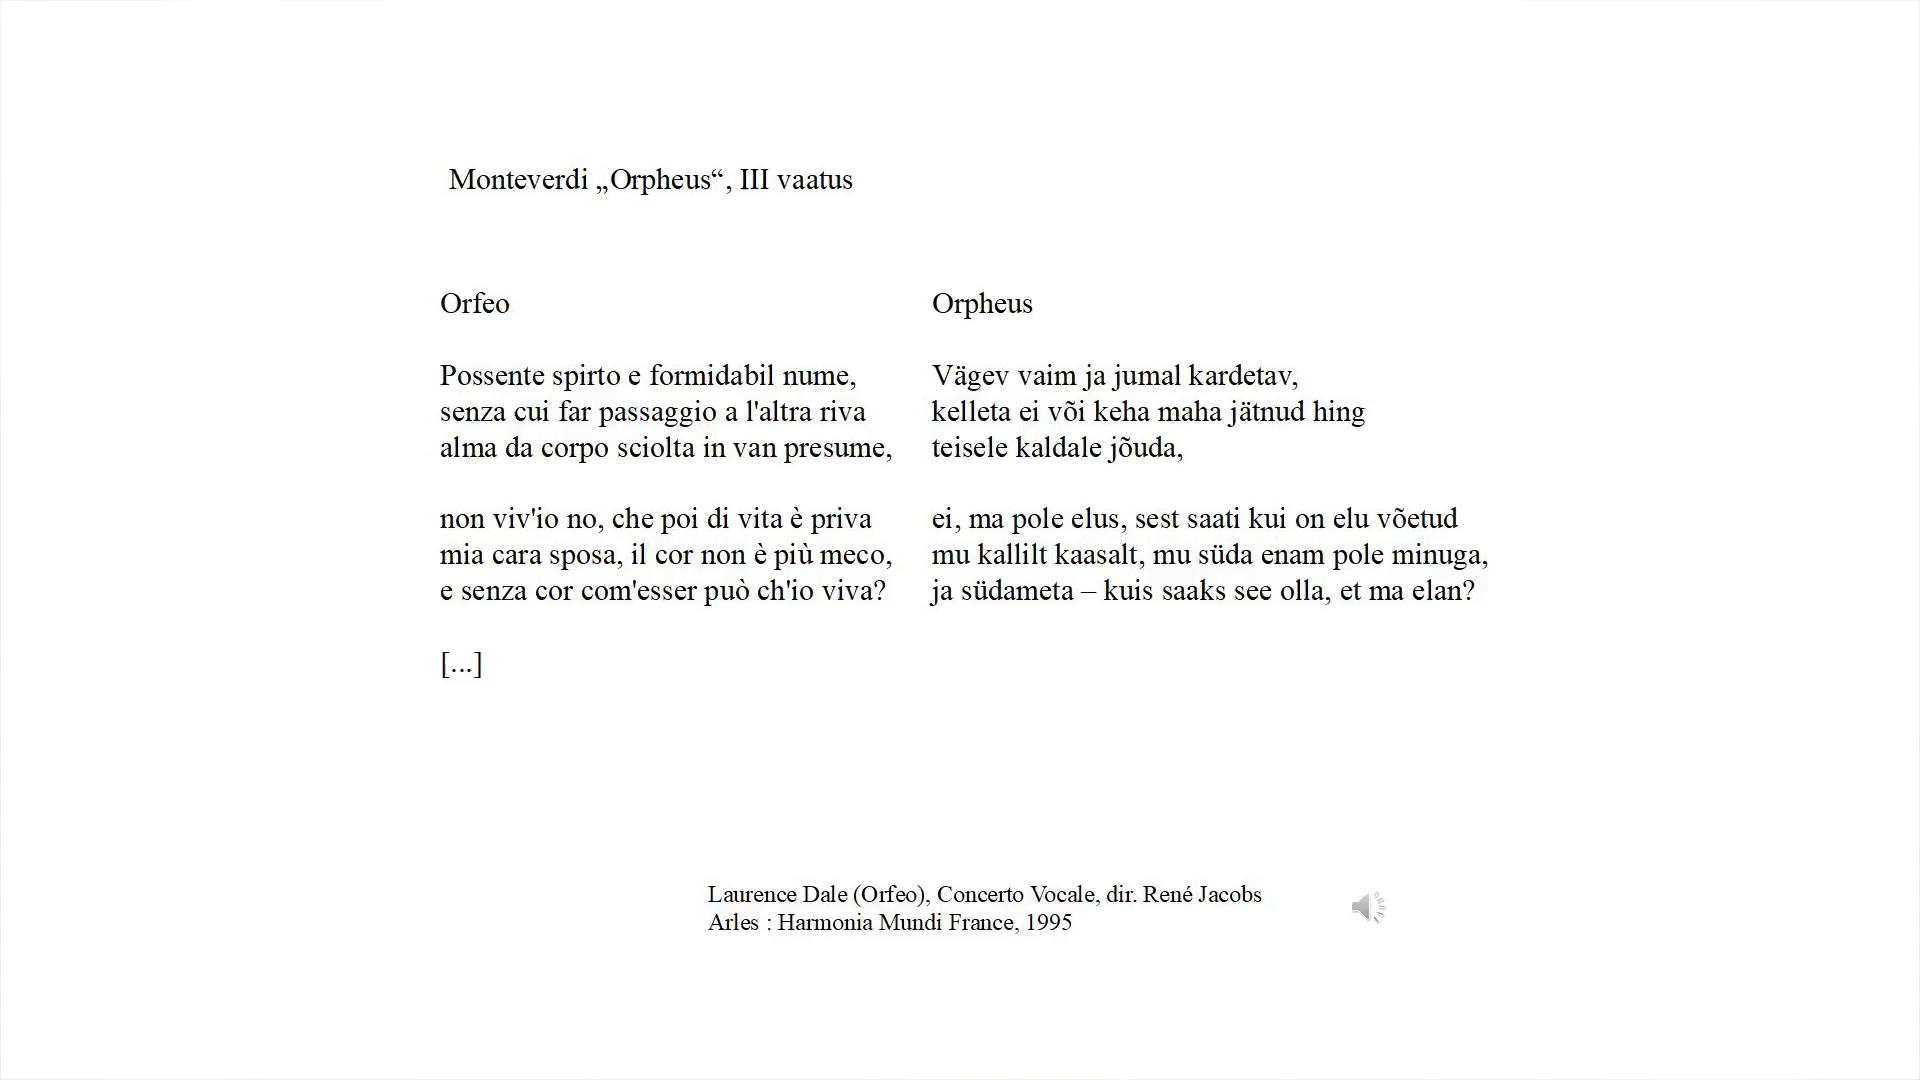 Monteverdi „Orpheus“, III vaatus
Orfeo
Possente spirto e formidabil nume,
senza cui far passaggio a l'altra riva
alma da corpo sciolta in van presume,
non viv'io no, che poi di vita è priva
mia cara sposa, il cor non è più meco,
e senza cor com'esser può ch'io viva?
[...]
Orpheus
Vägev vaim ja jumal kardetav,
kelleta ei või keha maha jätnud hing
teisele kaldale jõuda,
ei, ma pole elus, sest saati kui on elu võetud
mu kallilt kaasalt, mu süda enam pole minuga,
ja südameta – kuis saaks see olla, et ma elan?
Laurence Dale (Orfeo), Concerto Vocale, dir. René Jacobs
Arles : Harmonia Mundi France, 1995